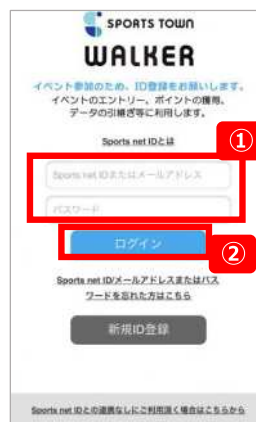 SPORTS TOWN
WALKER
イベント参加のため、ID登録をお願いします。
イベントのエントリー、ポイントの獲得、
データの引継ぎ等に利用します。
Sports net IDとは
①
Sports net IDまたはメールアドレス
パスワード
ログイン
②
Sports net ID/メールアドレスまたはパス
ワードを忘れた方はこちら
新規ID登録
Sports net IDとの連携なしにご利用頂く場合はこちらから